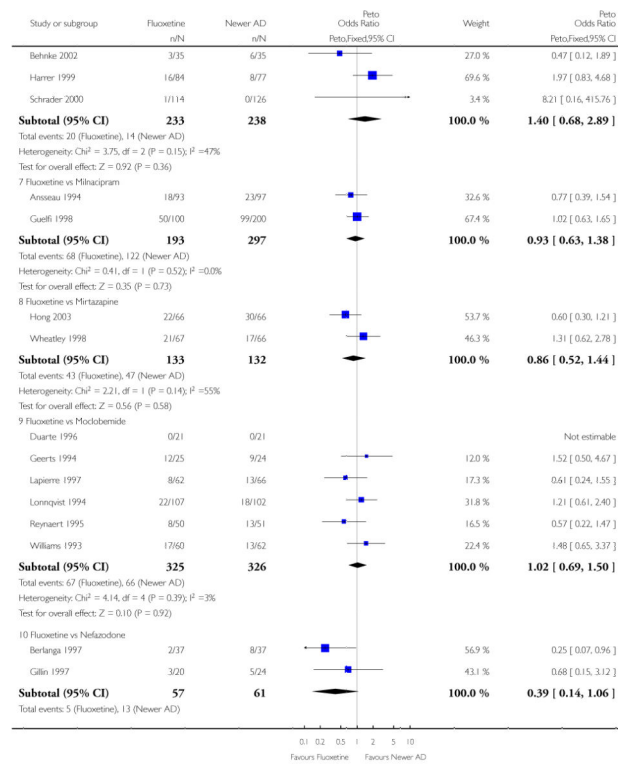 Study or subgroup Fluoxetine Newer AD Peto Odds Ratio Weight Peto Odds Ratio
n/N n/N Peto,Fixed,95% CI Peto,Fixed,95% CI
Behnke 2002 3/35 6/35 27.0 % 0.47 [ 0.12, 1.89 ]
Harrer 1999 16/84 8/77 69.6 % 1.97 [ 0.83, 4.68 ]
Schrader 2000 1/114 0/126 3.4 % 8.21 [ 0.16, 415.76 ]
Subtotal (95% CI) 233 238 100.0 % 1.40 [ 0.68, 2.89 ]
Total events: 20 (Fluoxetine), 14 (Newer AD)
Heterogeneity: Chi² = 3.75, df = 2 (P = 0.15); I² =47%
Test for overall effect: Z = 0.92 (P = 0.36)
7 Fluoxetine vs Milnacipram
Ansseau 1994 18/93 23/97 32.6 % 0.77 [ 0.39, 1.54 ]
Guelfi 1998 50/100 99/200 67.4 % 1.02 [ 0.63, 1.65 ]
Subtotal (95% CI) 193 297 100.0 % 0.93 [ 0.63, 1.38 ]
Total events: 68 (Fluoxetine), 122 (Newer AD)
Heterogeneity: Chi² = 0.41, df = 1 (P = 0.52); I² =0.0%
Test for overall effect: Z = 0.35 (P = 0.73)
8 Fluoxetine vs Mirtazapine
Hong 2003 22/66 30/66 53.7 % 0.60 [ 0.30, 1.21 ]
Wheatley 1998 21/67 17/66 46.3 % 1.31 [ 0.62, 2.78 ]
Subtotal (95% CI) 133 132 100.0 % 0.86 [ 0.52, 1.44 ]
Total events: 43 (Fluoxetine), 47 (Newer AD)
Heterogeneity: Chi² = 2.21, df = 1 (P = 0.14); I² =55%
Test for overall effect: Z = 0.56 (P = 0.58)
9 Fluoxetine vs Moclobemide
Duarte 1996 0/21 0/21 Not estimable
Geerts 1994 12/25 9/24 12.0 % 1.52 [ 0.50, 4.67 ]
Lapierre 1997 8/62 13/66 17.3 % 0.61 [ 0.24, 1.55 ]
Lonnqvist 1994 22/107 18/102 31.8 % 1.21 [ 0.61, 2.40 ]
Reynaert 1995 8/50 13/51 16.5 % 0.57 [ 0.22, 1.47 ]
Williams 1993 17/60 13/62 22.4 % 1.48 [ 0.65, 3.37 ]
Subtotal (95% CI) 325 326 100.0 % 1.02 [ 0.69, 1.50 ]
Total events: 67 (Fluoxetine), 66 (Newer AD)
Heterogeneity: Chi² = 4.14, df = 4 (P = 0.39); I² =3%
Test for overall effect: Z = 0.10 (P = 0.92)
10 Fluoxetine vs Nefazodone
Berlanga 1997 2/37 8/37 56.9 % 0.25 [ 0.07, 0.96 ]
Gillin 1997 3/20 5/24 43.1 % 0.68 [ 0.15, 3.12 ]
Subtotal (95% CI) 57 61 100.0 % 0.39 [ 0.14, 1.06 ]
Total events: 5 (Fluoxetine), 13 (Newer AD)
0.1 0.2 0.5 1 2 5 10
Favours Fluoxetine Favours Newer AD